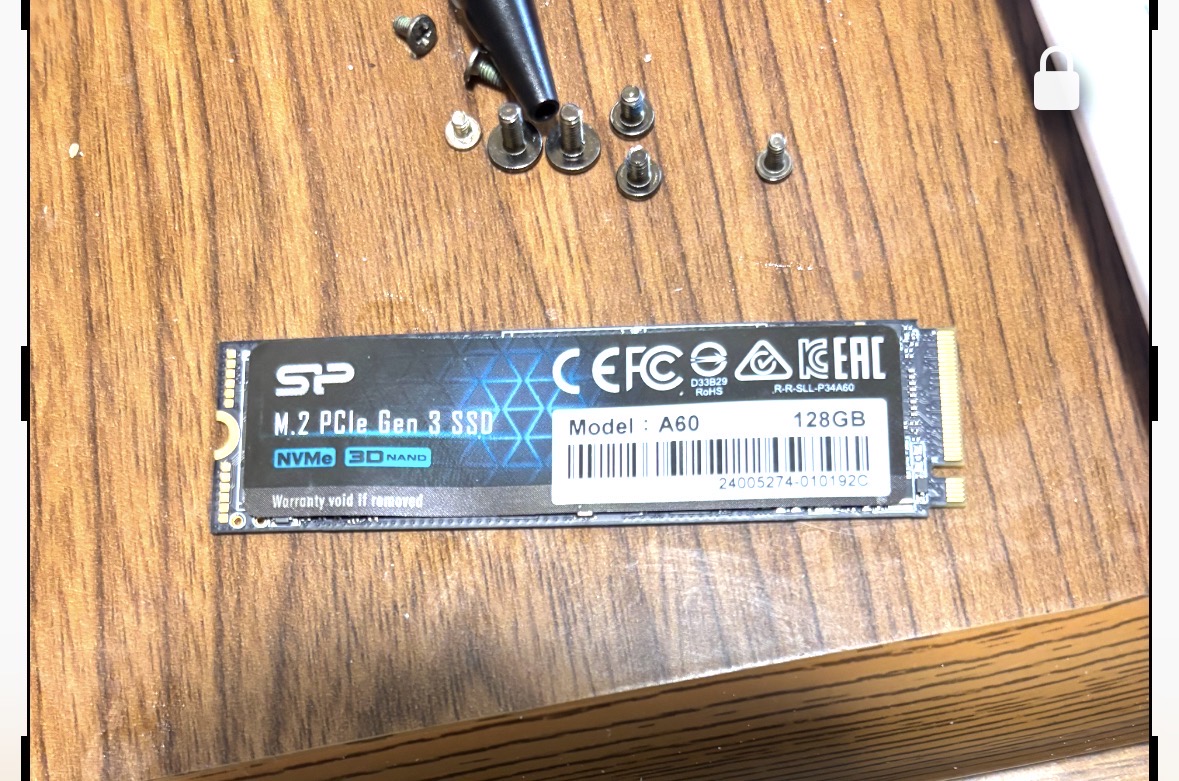 SP
M.2 PCIe Gen 3 SSD
NVMe 3D NAND
Warranty void if removed
CE FC KC EAC
D33B29
RoHS
R-R-SLL-P34A60
Model : A60 128GB
24005274-010192C